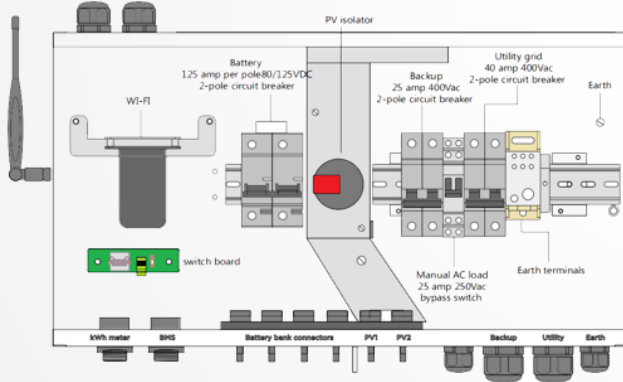 PV isolator
Battery
125 amp per pole80/125VDC
2-pole circuit breaker
Utility grid
40 amp 400Vac
2-pole circuit breaker
Backup
25 amp 400Vac
2-pole circuit breaker
Earth
WI-FI
switch board
Manual AC load
25 amp 250Vac
bypass switch
Earth terminals
kWh meter
BMS
Battery bank connectors
PV1
PV2
Backup
Utility
Earth